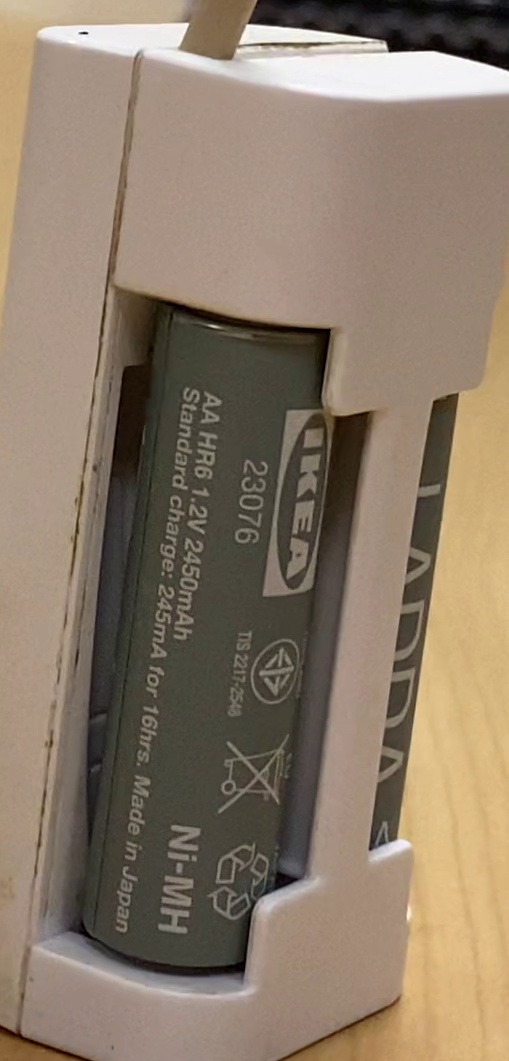 IKEA
23076
AA HR6 1.2V 2450mAh
Standard charge: 245mA for 16hrs. Made in Japan
TIS 2217-2548
Ni-MH
LADDA